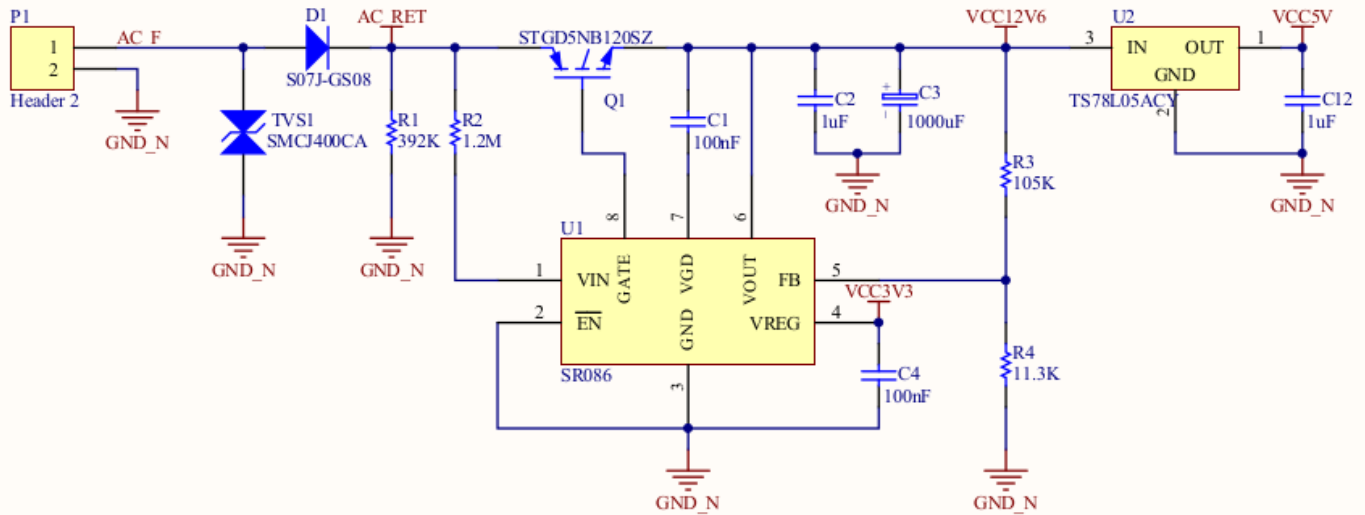 P1
1
2
Header 2
AC_F
GND_N
D1
S07J-GS08
TVS1
SMCJ400CA
GND_N
AC_RET
R1
392K
GND_N
R2
1.2M
STGD5NB120SZ
Q1
C1
100nF
C2
1uF
C3
1000uF
GND_N
VCC12V6
R3
105K
R4
11.3K
GND_N
U1
8
7
6
1
2
3
5
4
VIN
EN
GATE
VGD
VOUT
GND
FB
VREG
SR086
VCC3V3
C4
100nF
GND_N
U2
3
IN
OUT
1
GND
2
TS78L05ACY
VCC5V
C12
1uF
GND_N